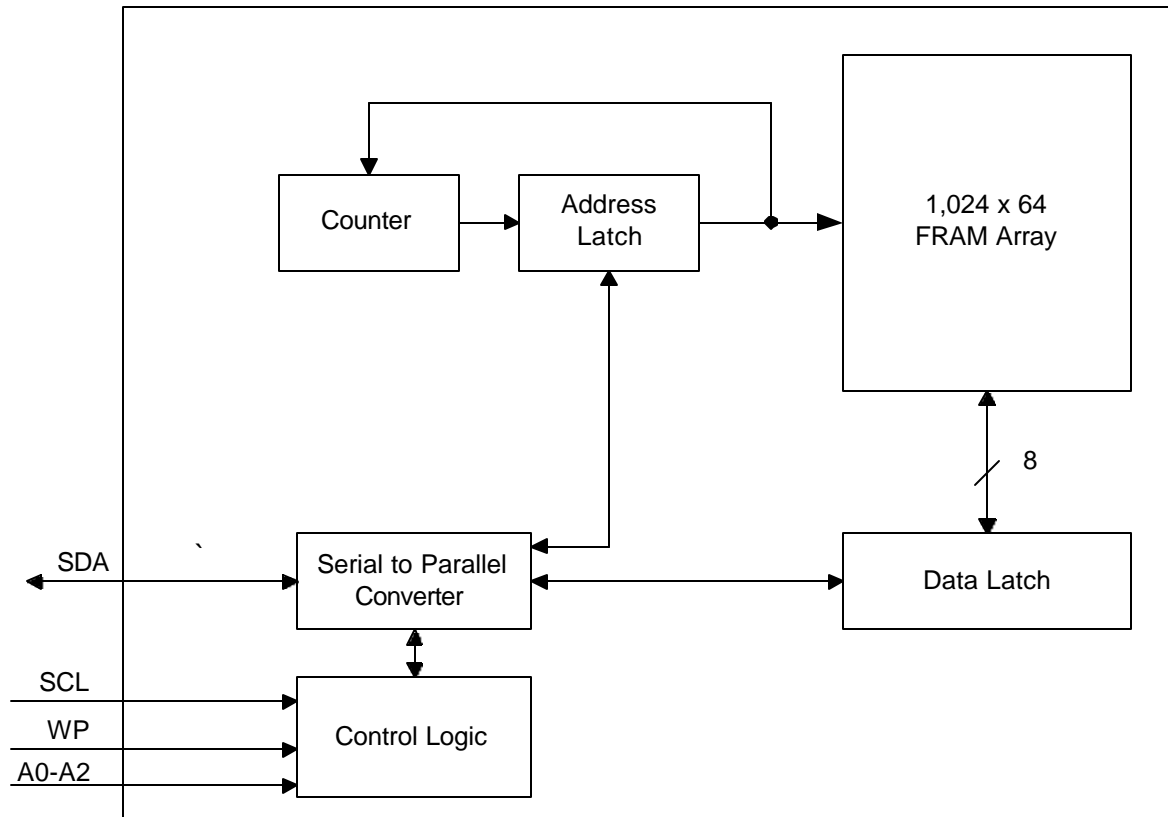 Counter
Address
Latch
1,024 x 64
FRAM Array
8
SDA
`
Serial to Parallel
Converter
Data Latch
SCL
WP
A0-A2
Control Logic